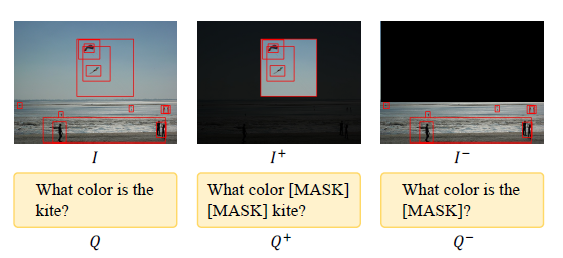 I
I⁺
I⁻
What color is the
kite?
What color [MASK]
[MASK] kite?
What color is the
[MASK]?
Q
Q⁺
Q⁻